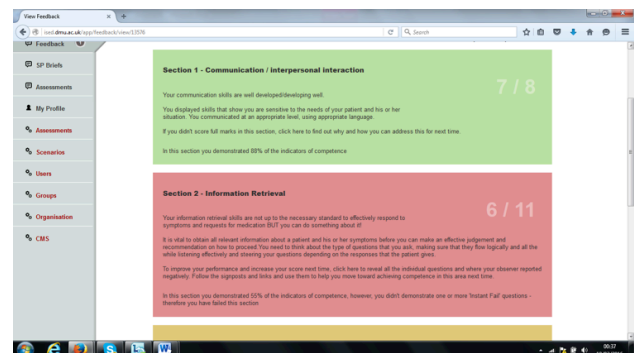 View Feedback
ised.dmu.ac.uk/app/feedback/view/13576
Search
Feedback
SP Briefs
Assessments
My Profile
Assessments
Scenarios
Users
Groups
Organisation
CMS
Section 1 - Communication / interpersonal interaction
7 / 8
Your communication skills are well developed/developing well.
You displayed skills that show you are sensitive to the needs of your patient and his or her
situation. You communicated at an appropriate level, using appropriate language.
If you didn't score full marks in this section, click here to find out why and how you can address this for next time.
In this section you demonstrated 88% of the indicators of competence
Section 2 - Information Retrieval
6 / 11
Your information retrieval skills are not up to the necessary standard to effectively respond to
symptoms and requests for medication BUT you can do something about it!
It is vital to obtain all relevant information about a patient and his or her symptoms before you can make an effective judgement and
recommendation on how to proceed.You need to think about the type of questions that you ask, making sure that they flow logically and all the
while listening effectively and steering your questions depending on the responses that the patient gives.
To improve your performance and increase your score next time, click here to reveal all the individual questions and where your observer reported
negatively. Follow the signposts and links and use them to help you move toward achieving competence in this area next time.
In this section you demonstrated 55% of the indicators of competence, however, you didn't demonstrate one or more 'Instant Fail' questions -
therefore you have failed this section
00:37